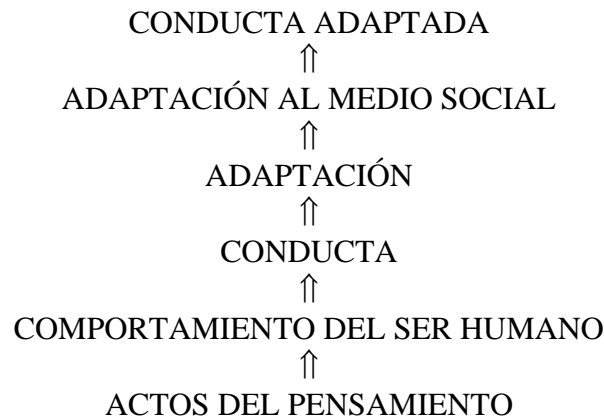 CONDUCTA ADAPTADA
⇑
ADAPTACIÓN AL MEDIO SOCIAL
⇑
ADAPTACIÓN
⇑
CONDUCTA
⇑
COMPORTAMIENTO DEL SER HUMANO
⇑
ACTOS DEL PENSAMIENTO